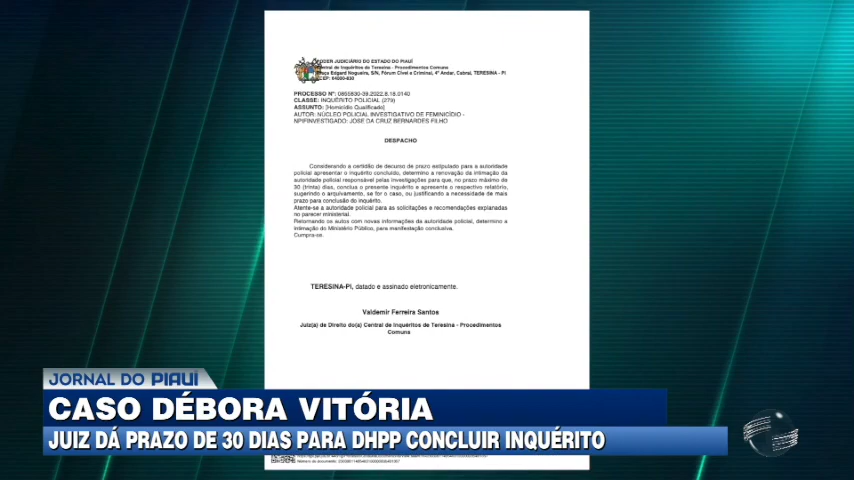 PODER JUDICIÁRIO DO ESTADO DO PIAUÍ
Central de Inquéritos de Teresina - Procedimentos Comuns
Praça Edgard Nogueira, S/N, Fórum Cível e Criminal, 4º Andar, Cabral, TERESINA - PI
CEP: 64000-830
PROCESSO Nº: 0803830-39.2022.8.18.0140
CLASSE: INQUÉRITO POLICIAL (279)
ASSUNTO: [Homicídio Qualificado]
AUTOR: NÚCLEO POLICIAL INVESTIGATIVO DE FEMINICÍDIO -
NPIFINVESTIGADO: JOSE DA CRUZ BERNARDES FILHO
DESPACHO
Considerando a certidão de decurso de prazo estipulado para a autoridade
policial apresentar o inquérito concluído, determino a renovação da intimação da
autoridade policial responsável pelas investigações para que, no prazo máximo de
30 (trinta) dias, conclua o presente inquérito e apresente o respectivo relatório,
sugerindo o arquivamento, se for o caso, ou justificando a necessidade de mais
prazo para conclusão do inquérito.
Atente-se a autoridade policial para as solicitações e recomendações explanadas
no parecer ministerial.
Retornando os autos com novas informações da autoridade policial, determino a
intimação do Ministério Público, para manifestação conclusiva.
Cumpra-se.
TERESINA-PI, datado e assinado eletronicamente.
Valdemir Ferreira Santos
Juiz(a) de Direito do(a) Central de Inquéritos de Teresina - Procedimentos
Comuns
JORNAL DO PIAUÍ
CASO DÉBORA VITÓRIA
JUIZ DÁ PRAZO DE 30 DIAS PARA DHPP CONCLUIR INQUÉRITO